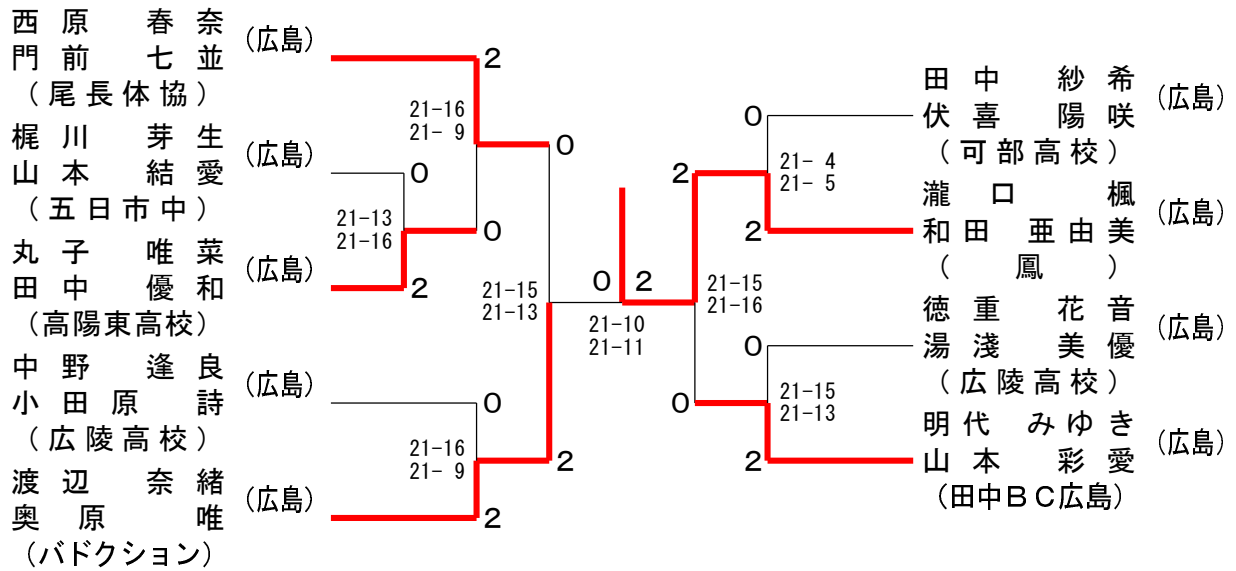 西原 春奈 (広島)
門前 七並
(尾長体協)
梶川 芽生 (広島)
山本 結愛
(五日市中)
丸子 唯菜 (広島)
田中 優和
(高陽東高校)
中野 逢良 (広島)
小田原 詩
(広陵高校)
渡辺 奈緒 (広島)
奥原 唯
(バドクション)
2
21-16
21- 9
0
0
21-13
21-16
0
2
21-15
21-13
0
21-16
21- 9
2
2
0 2
21-10
21-11
0
2
21- 4
21- 5
2
21-15
21-16
0
0
21-15
21-13
2
田中 紗希 (広島)
伏喜 陽咲
(可部高校)
瀧口 楓 (広島)
和田 亜由美
(鳳)
徳重 花音 (広島)
湯淺 美優
(広陵高校)
明代 みゆき (広島)
山本 彩愛
(田中BC広島)